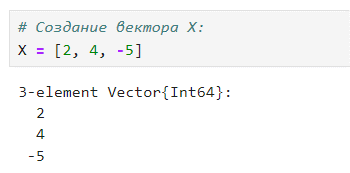 # Создание вектора X:
X = [2, 4, -5]
3-element Vector{Int64}:
  2
  4
 -5